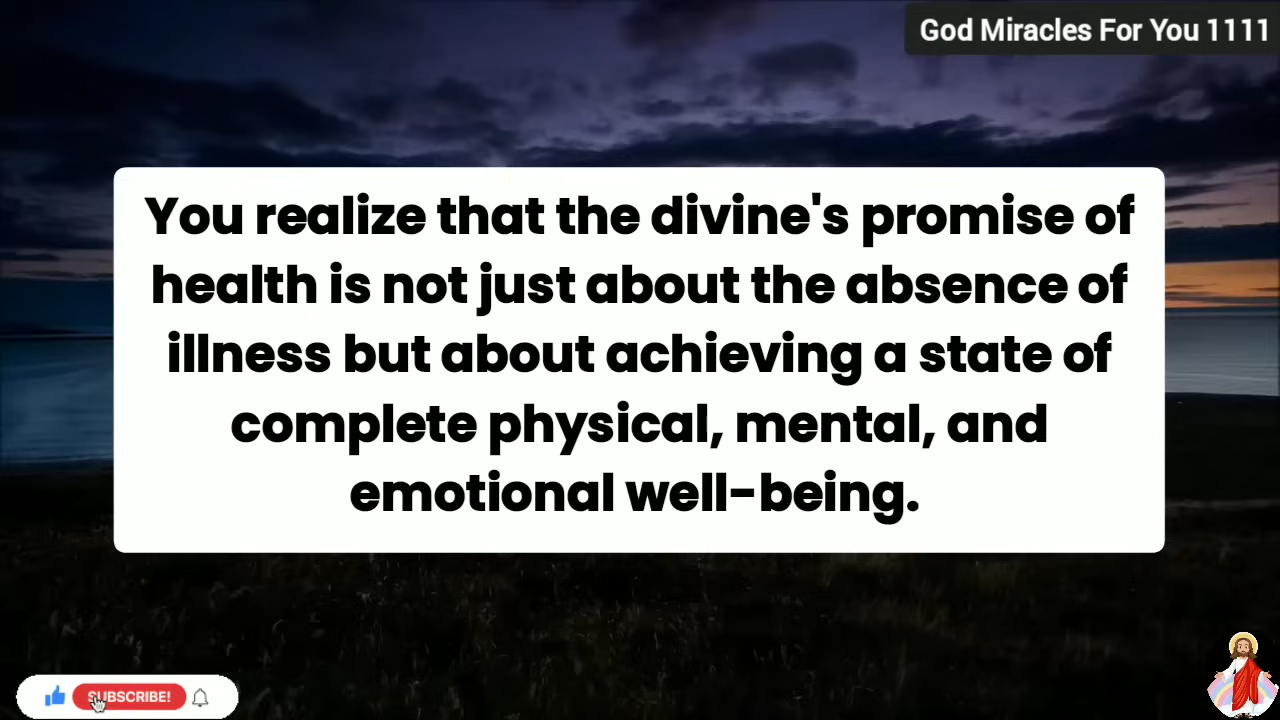 God Miracles For You 1111
You realize that the divine's promise of
health is not just about the absence of
illness but about achieving a state of
complete physical, mental, and
emotional well-being.
SUBSCRIBE!